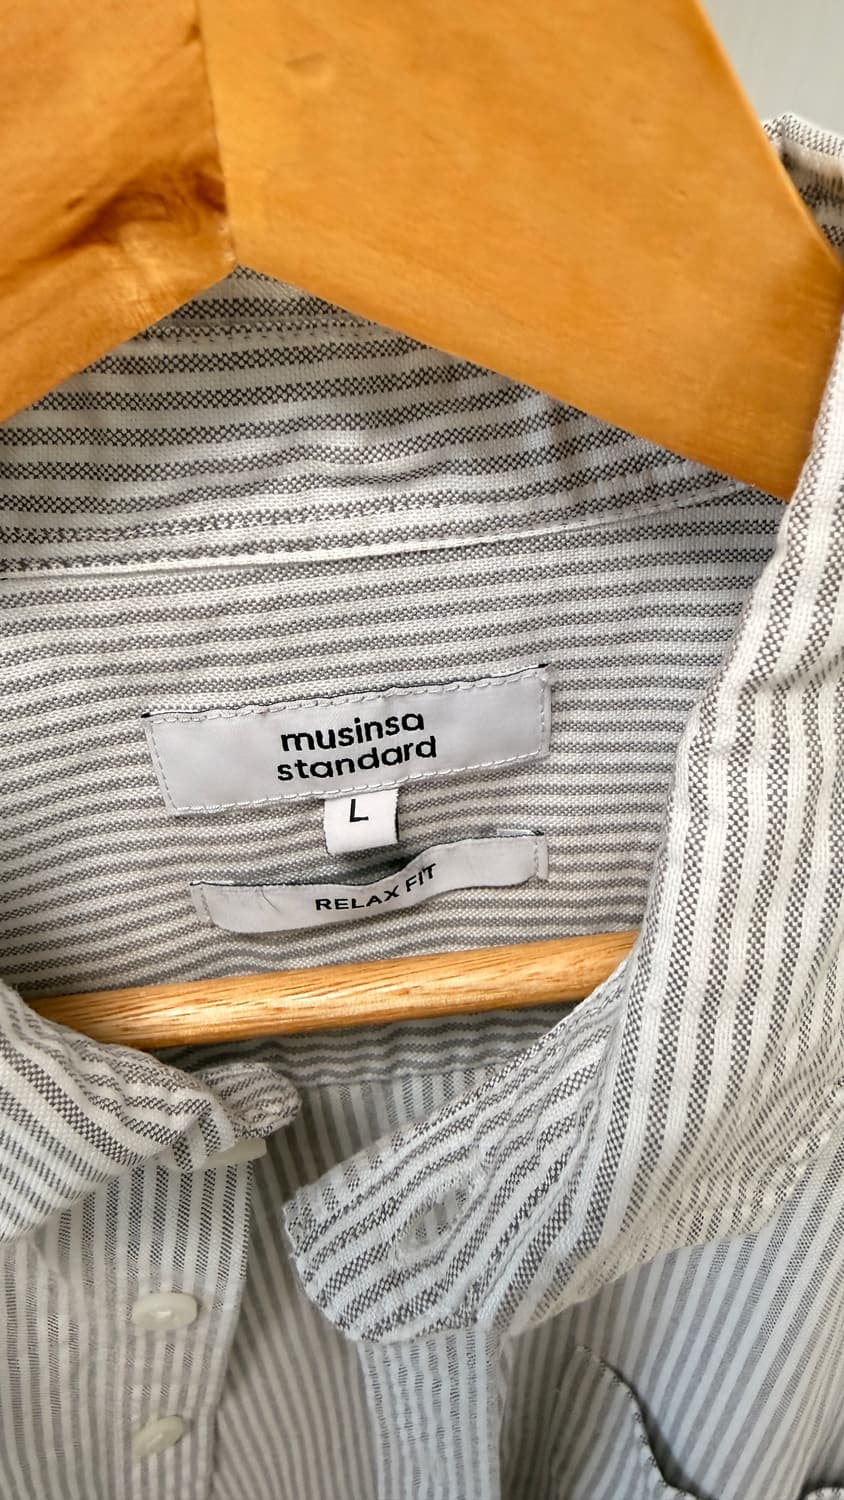 musinsa
standard
L
RELAX FIT